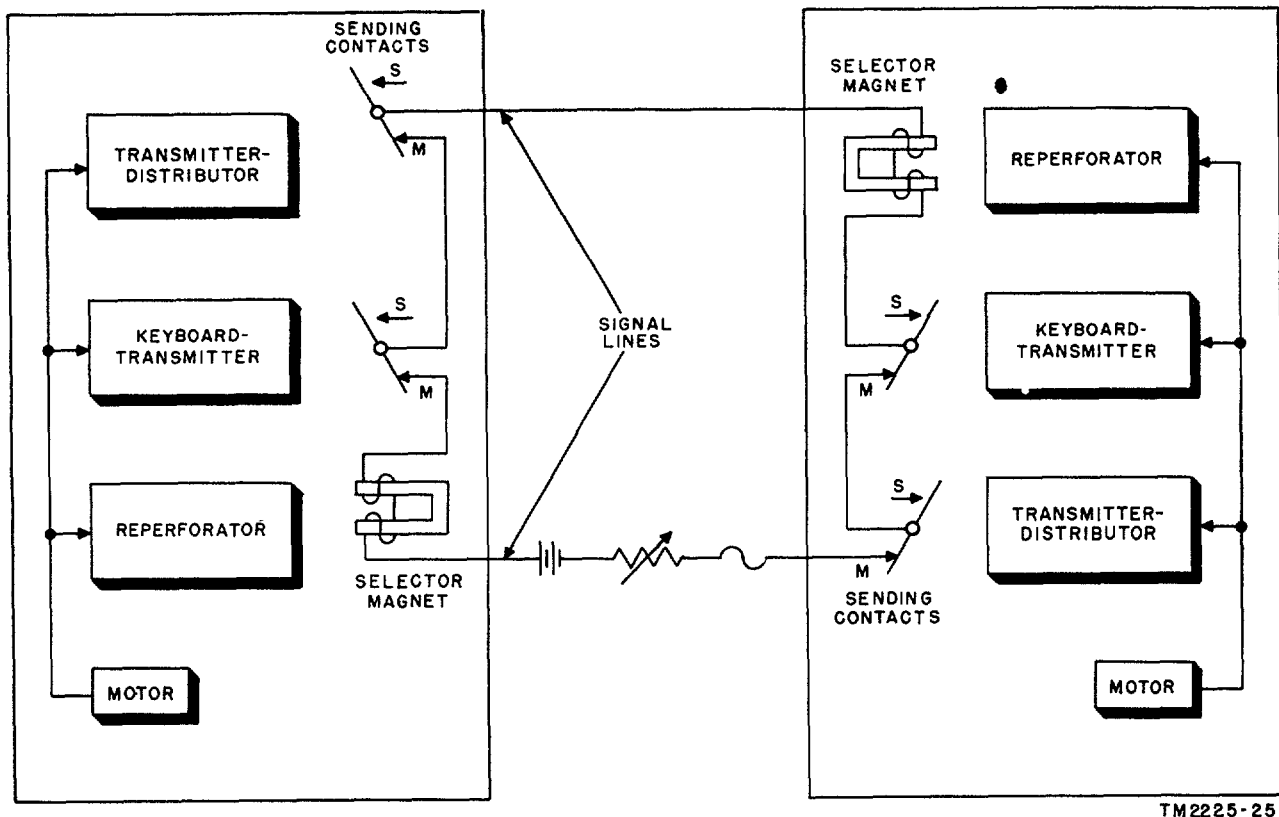 SENDING
CONTACTS
S
M
TRANSMITTER-
DISTRIBUTOR
S
M
KEYBOARD-
TRANSMITTER
REPERFORATOR
SELECTOR
MAGNET
MOTOR
SIGNAL
LINES
SELECTOR
MAGNET
REPERFORATOR
S
M
KEYBOARD-
TRANSMITTER
S
M
SENDING
CONTACTS
TRANSMITTER-
DISTRIBUTOR
MOTOR
TM2225-25